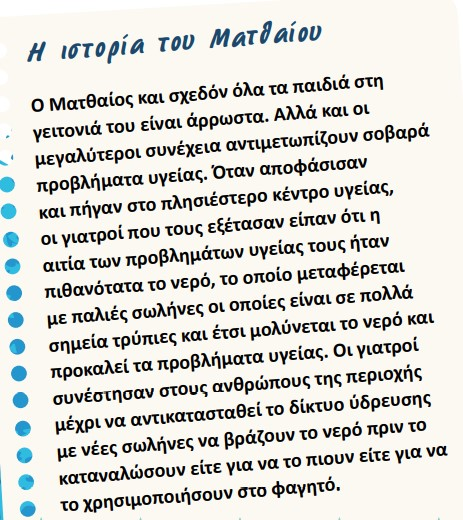 Η ιστορία του Ματθαίου
Ο Ματθαίος και σχεδόν όλα τα παιδιά στη
γειτονιά του είναι άρρωστα. Αλλά και οι
μεγαλύτεροι συνέχεια αντιμετωπίζουν σοβαρά
προβλήματα υγείας. Όταν αποφάσισαν
και πήγαν στο πλησιέστερο κέντρο υγείας,
οι γιατροί που τους εξέτασαν είπαν ότι η
αιτία των προβλημάτων υγείας τους ήταν
πιθανότατα το νερό, το οποίο μεταφέρεται
με παλιές σωλήνες οι οποίες είναι σε πολλά
σημεία τρύπιες και έτσι μολύνεται το νερό και
προκαλεί τα προβλήματα υγείας. Οι γιατροί
συνέστησαν στους ανθρώπους της περιοχής
μέχρι να αντικατασταθεί το δίκτυο ύδρευσης
με νέες σωλήνες να βράζουν το νερό πριν το
καταναλώσουν είτε για να το πιουν είτε για να
το χρησιμοποιήσουν στο φαγητό.